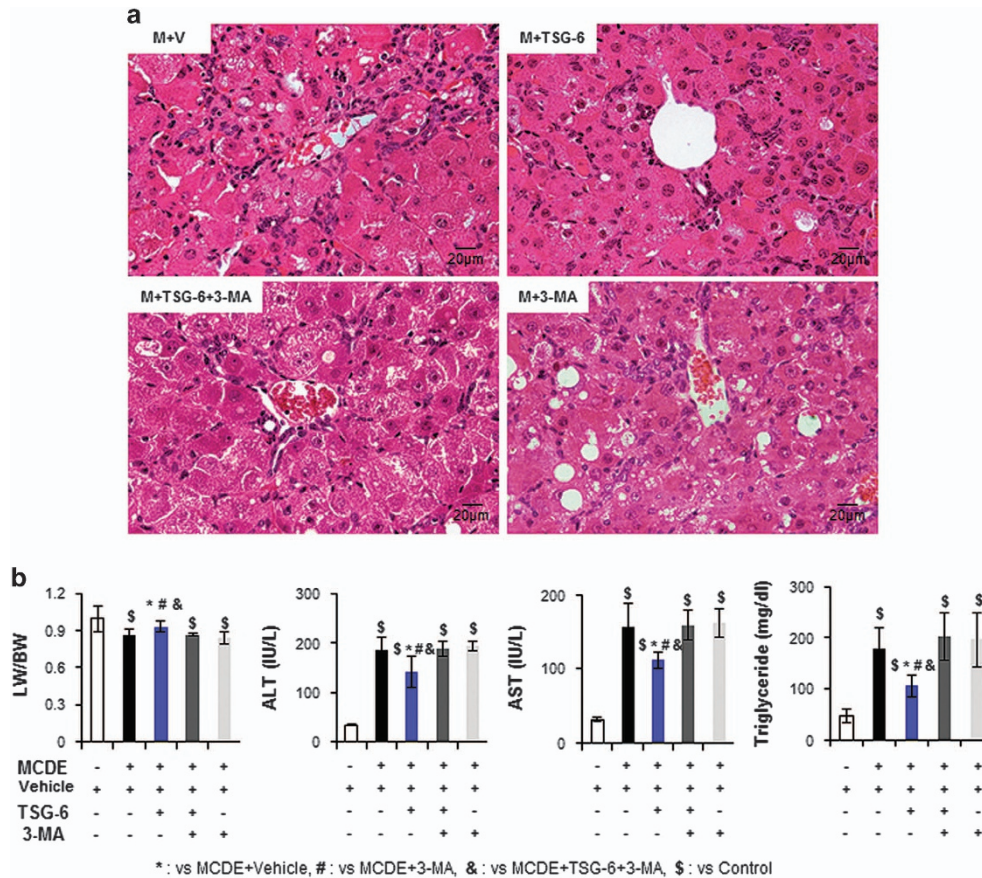 a
M+V
M+TSG-6
20µm
20µm
M+TSG-6+3-MA
M+3-MA
20µm
20µm
b
LW/BW
1.2
0.9
0.6
0.3
0
$
* # &
$
$
ALT (IU/L)
300
200
100
0
$
$ *#&
$
$
AST (IU/L)
200
100
0
$
$ *#&
$
$
Triglyceride (mg/dl)
300
200
100
0
$
$ *#&
$
$
MCDE - + + + + - + + + + - + + + + - + + + +
Vehicle + + + + + + + + + + + + + + + + + + + +
TSG-6 - - + + - - - + + - - - + + - - - + + -
3-MA - - - + + - - - + + - - - + + - - - + +
* : vs MCDE+Vehicle, # : vs MCDE+3-MA, & : vs MCDE+TSG-6+3-MA, $ : vs Control